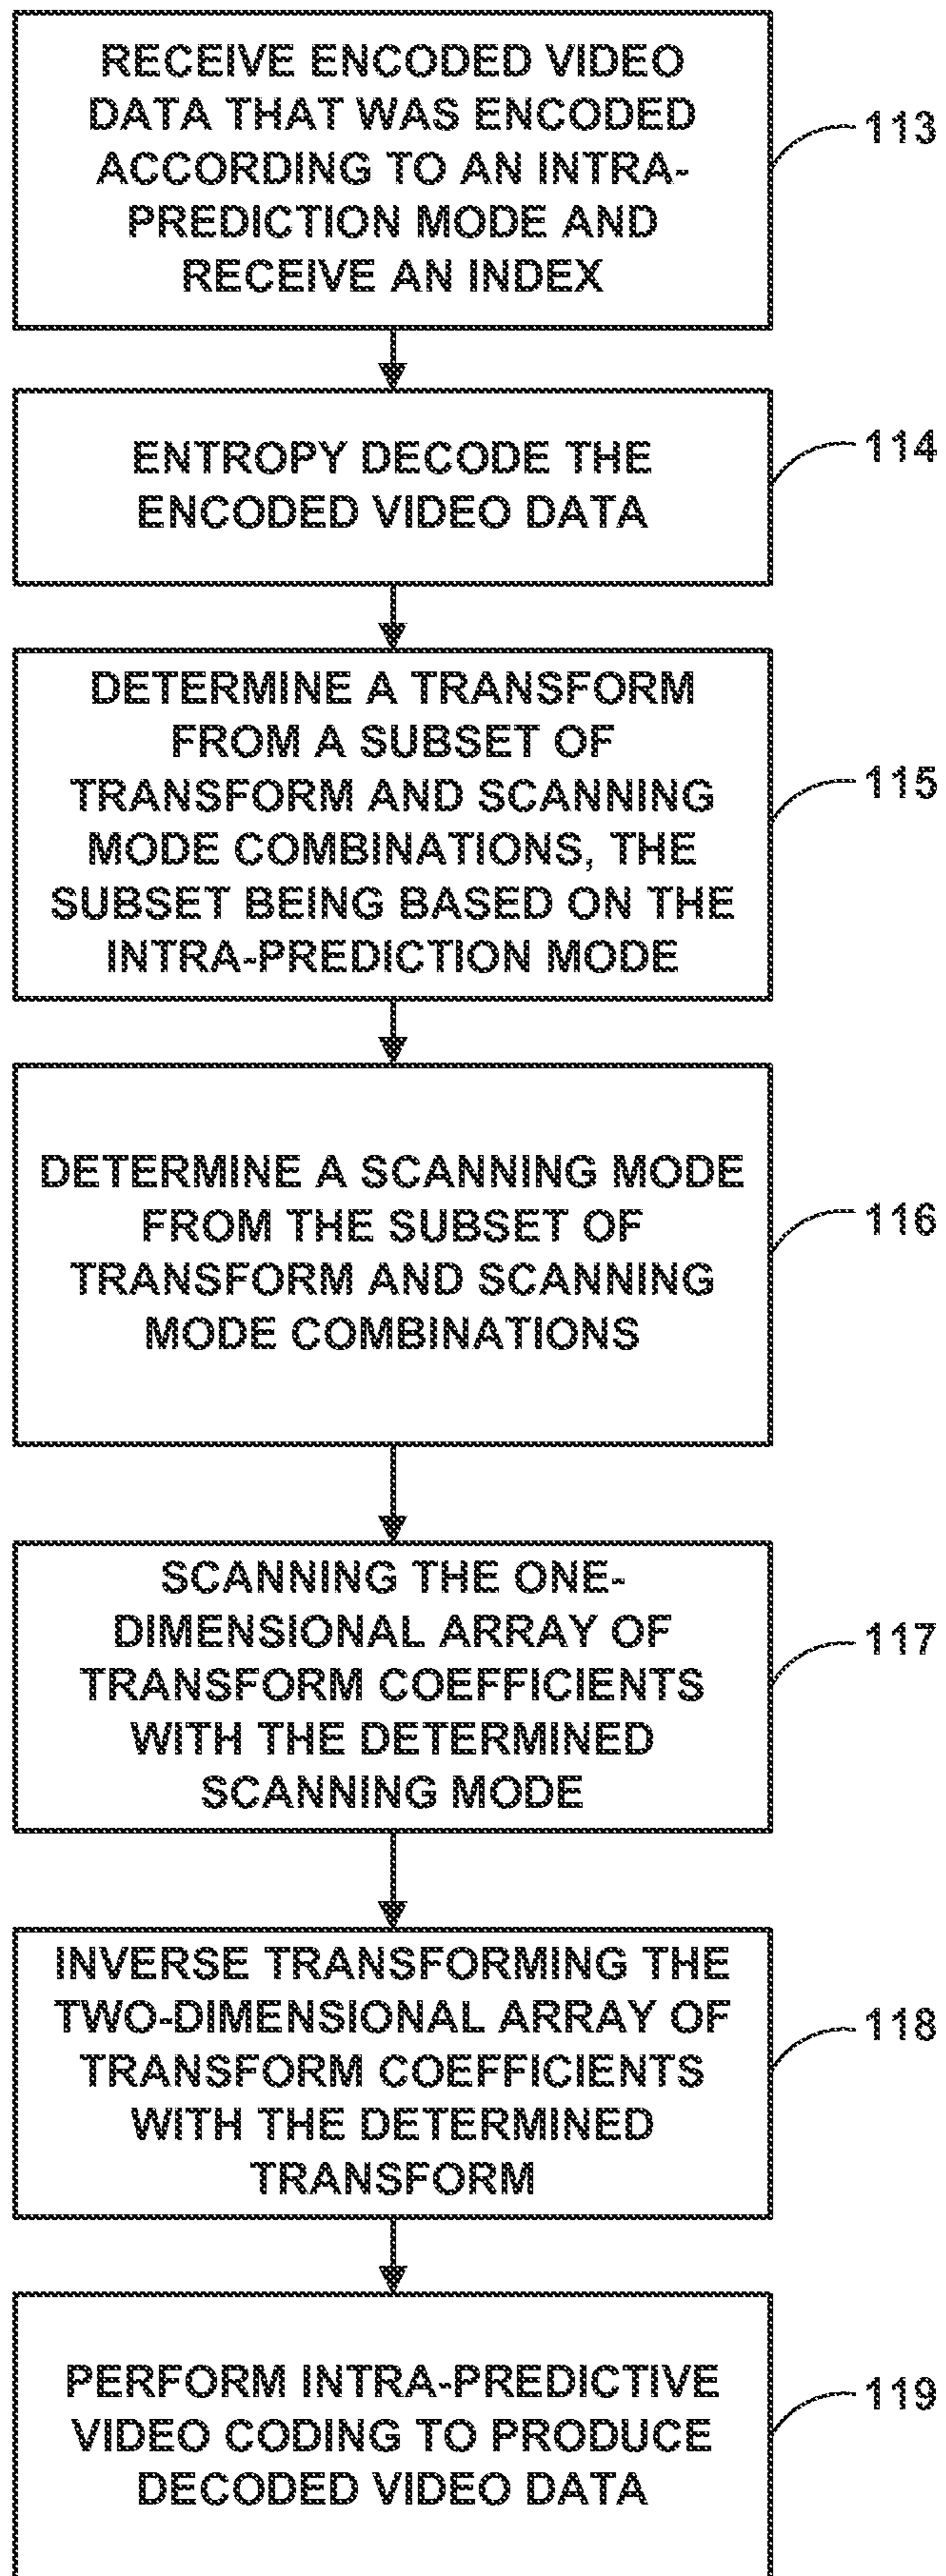 RECEIVE ENCODED VIDEO
DATA THAT WAS ENCODED
ACCORDING TO AN INTRA-
PREDICTION MODE AND
RECEIVE AN INDEX
113
ENTROPY DECODE THE
ENCODED VIDEO DATA
114
DETERMINE A TRANSFORM
FROM A SUBSET OF
TRANSFORM AND SCANNING
MODE COMBINATIONS, THE
SUBSET BEING BASED ON THE
INTRA-PREDICTION MODE
115
DETERMINE A SCANNING MODE
FROM THE SUBSET OF
TRANSFORM AND SCANNING
MODE COMBINATIONS
116
SCANNING THE ONE-
DIMENSIONAL ARRAY OF
TRANSFORM COEFFICIENTS
WITH THE DETERMINED
SCANNING MODE
117
INVERSE TRANSFORMING THE
TWO-DIMENSIONAL ARRAY OF
TRANSFORM COEFFICIENTS
WITH THE DETERMINED
TRANSFORM
118
PERFORM INTRA-PREDICTIVE
VIDEO CODING TO PRODUCE
DECODED VIDEO DATA
119